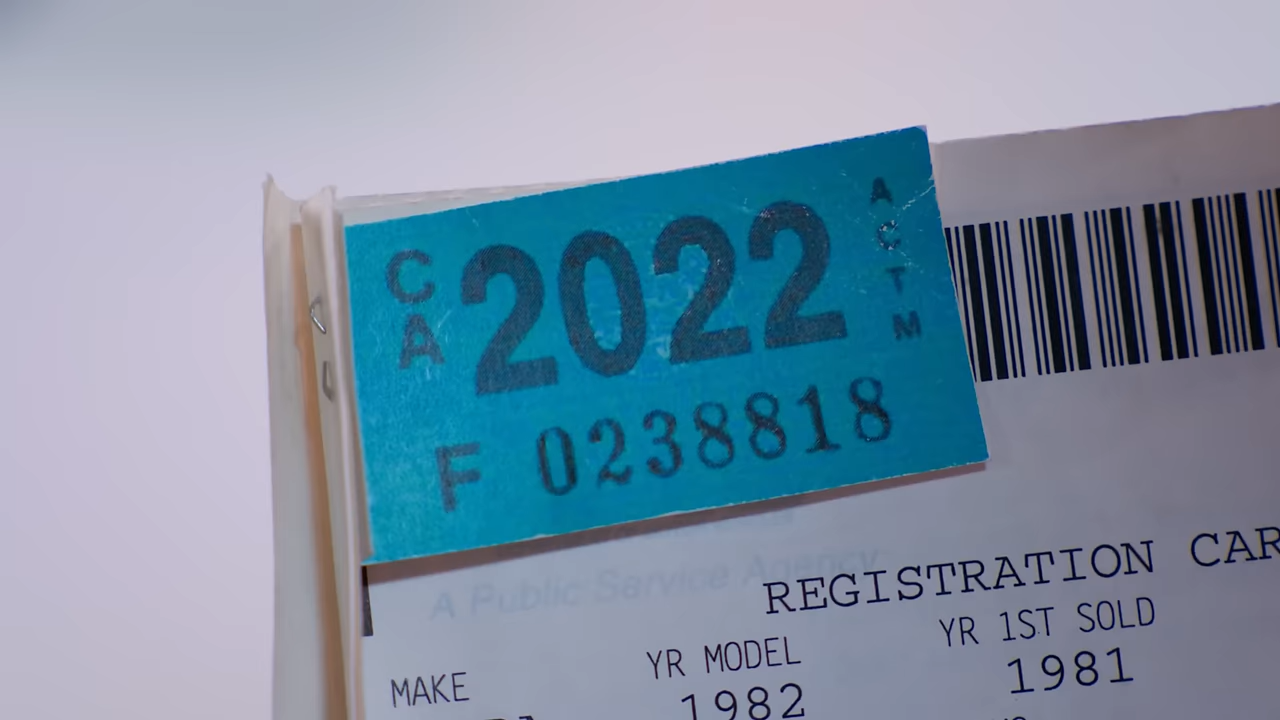 CA 2022 ACTM
F 0238818
A Public Service Agency
REGISTRATION CAR
MAKE YR MODEL YR 1ST SOLD
1982 1981